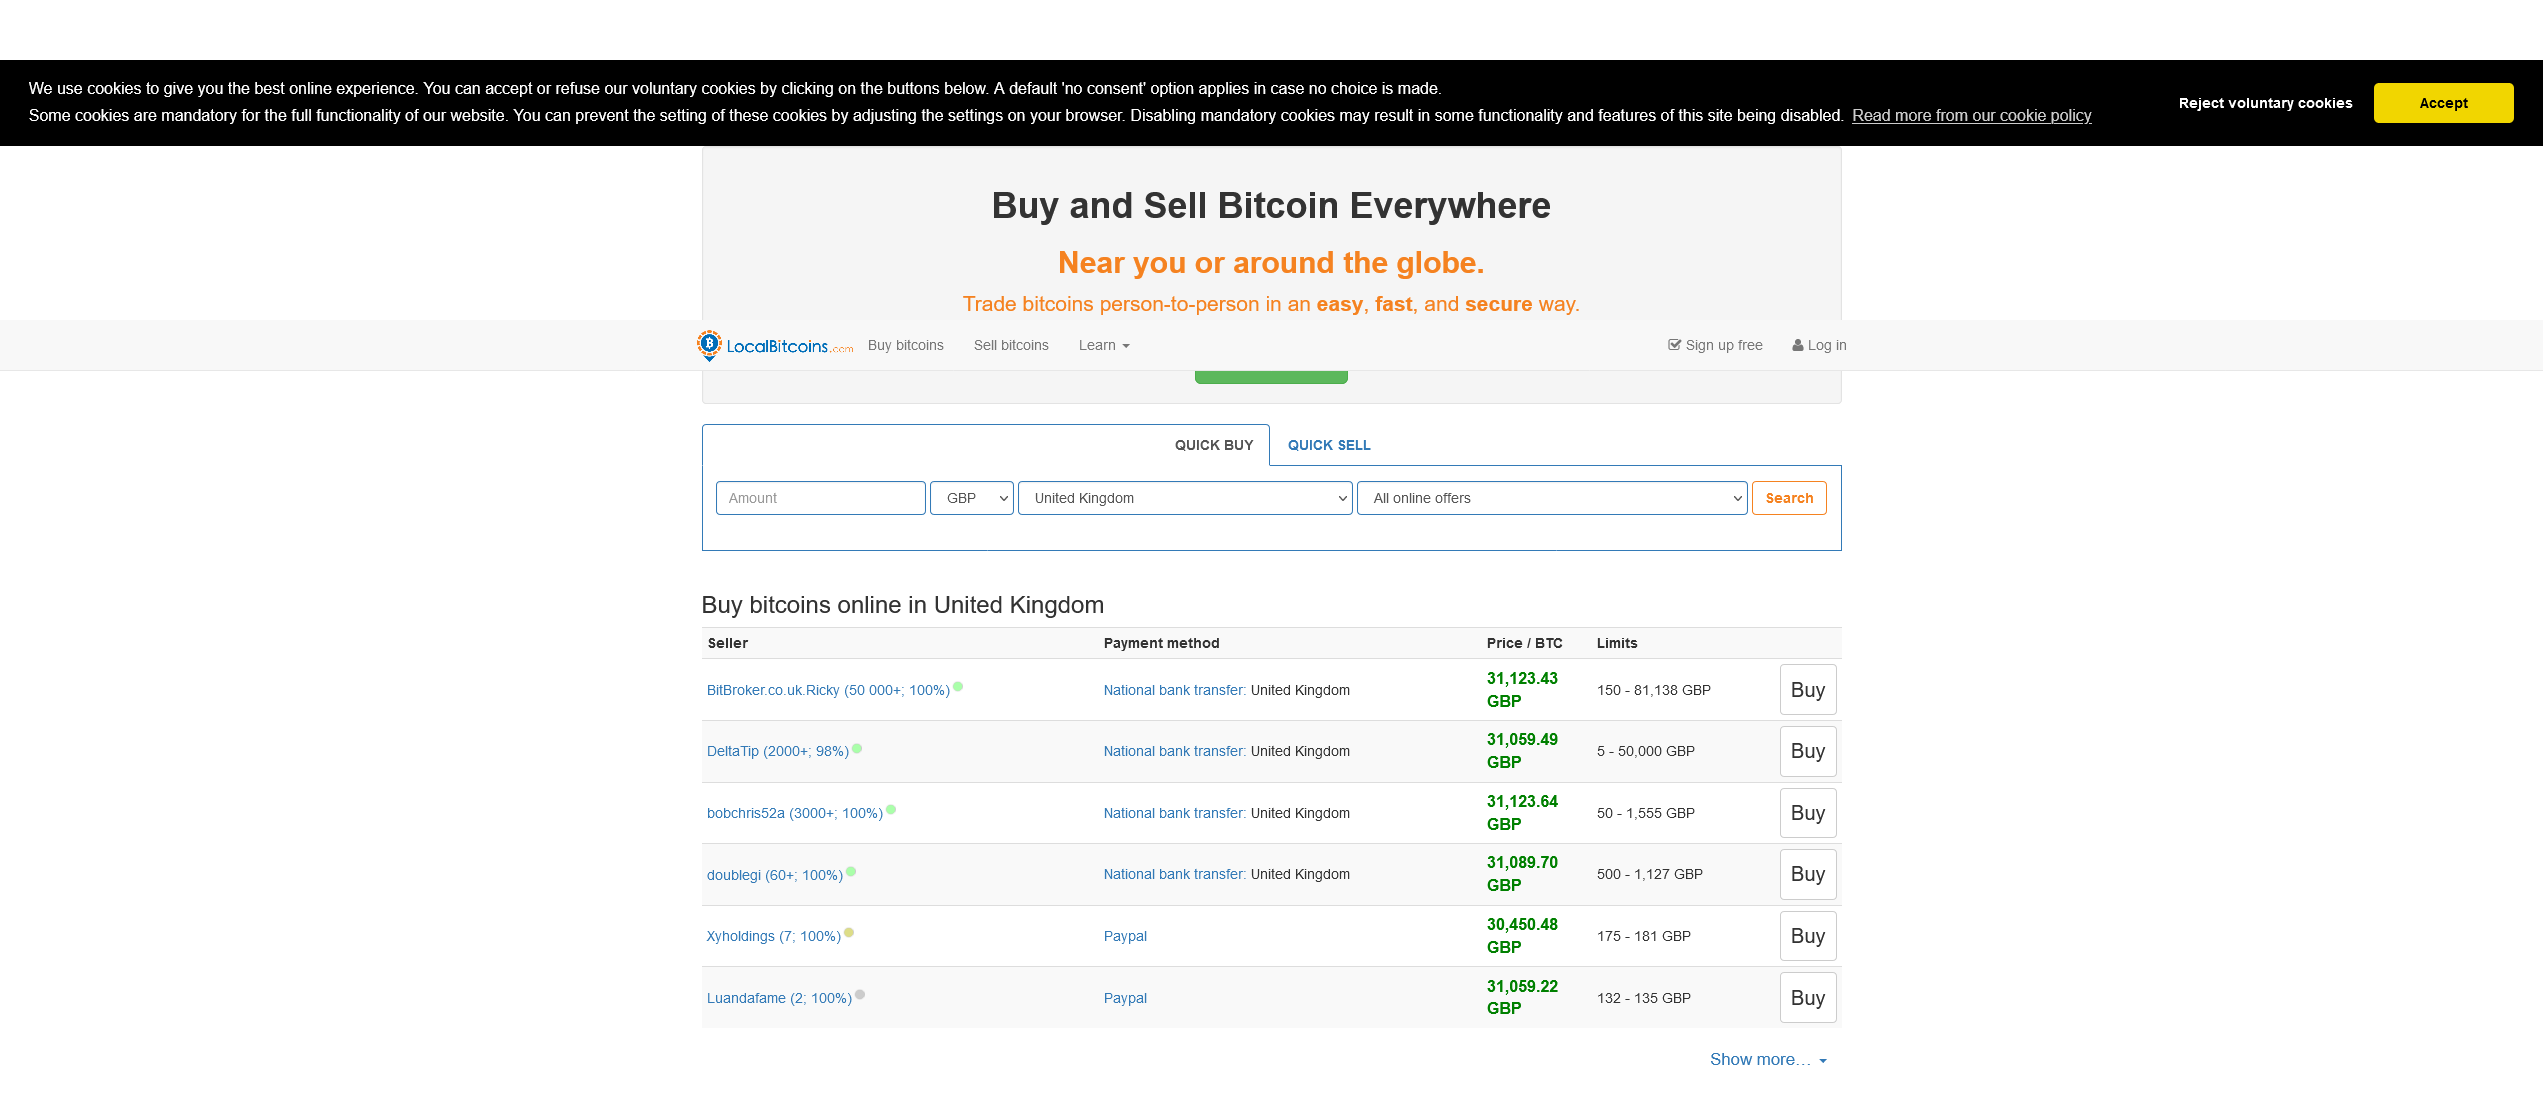 We use cookies to give you the best online experience. You can accept or refuse our voluntary cookies by clicking on the buttons below. A default 'no consent' option applies in case no choice is made.
Some cookies are mandatory for the full functionality of our website. You can prevent the setting of these cookies by adjusting the settings on your browser. Disabling mandatory cookies may result in some functionality and features of this site being disabled. Read more from our cookie policy
Reject voluntary cookies
Accept
Buy and Sell Bitcoin Everywhere
Near you or around the globe.
Trade bitcoins person-to-person in an easy, fast, and secure way.
LocalBitcoins.com Buy bitcoins Sell bitcoins Learn Sign up free Log in
QUICK BUY QUICK SELL
Amount GBP United Kingdom All online offers Search
Buy bitcoins online in United Kingdom
Seller Payment method Price / BTC Limits
BitBroker.co.uk.Ricky (50 000+; 100%) National bank transfer: United Kingdom 31,123.43 GBP 150 - 81,138 GBP Buy
DeltaTip (2000+; 98%) National bank transfer: United Kingdom 31,059.49 GBP 5 - 50,000 GBP Buy
bobchris52a (3000+; 100%) National bank transfer: United Kingdom 31,123.64 GBP 50 - 1,555 GBP Buy
doublegi (60+; 100%) National bank transfer: United Kingdom 31,089.70 GBP 500 - 1,127 GBP Buy
Xyholdings (7; 100%) Paypal 30,450.48 GBP 175 - 181 GBP Buy
Luandafame (2; 100%) Paypal 31,059.22 GBP 132 - 135 GBP Buy
Show more...